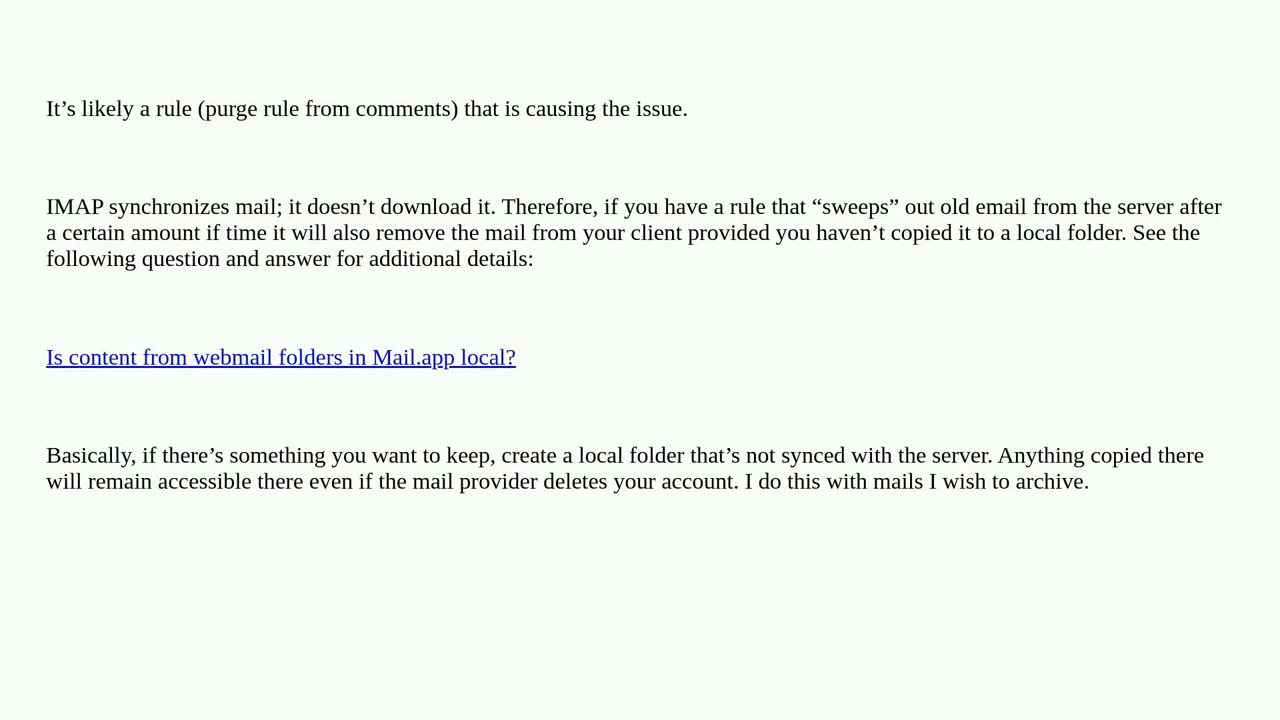 It’s likely a rule (purge rule from comments) that is causing the issue.
IMAP synchronizes mail; it doesn’t download it. Therefore, if you have a rule that “sweeps” out old email from the server after
a certain amount if time it will also remove the mail from your client provided you haven’t copied it to a local folder. See the
following question and answer for additional details:
Is content from webmail folders in Mail.app local?
Basically, if there’s something you want to keep, create a local folder that’s not synced with the server. Anything copied there
will remain accessible there even if the mail provider deletes your account. I do this with mails I wish to archive.